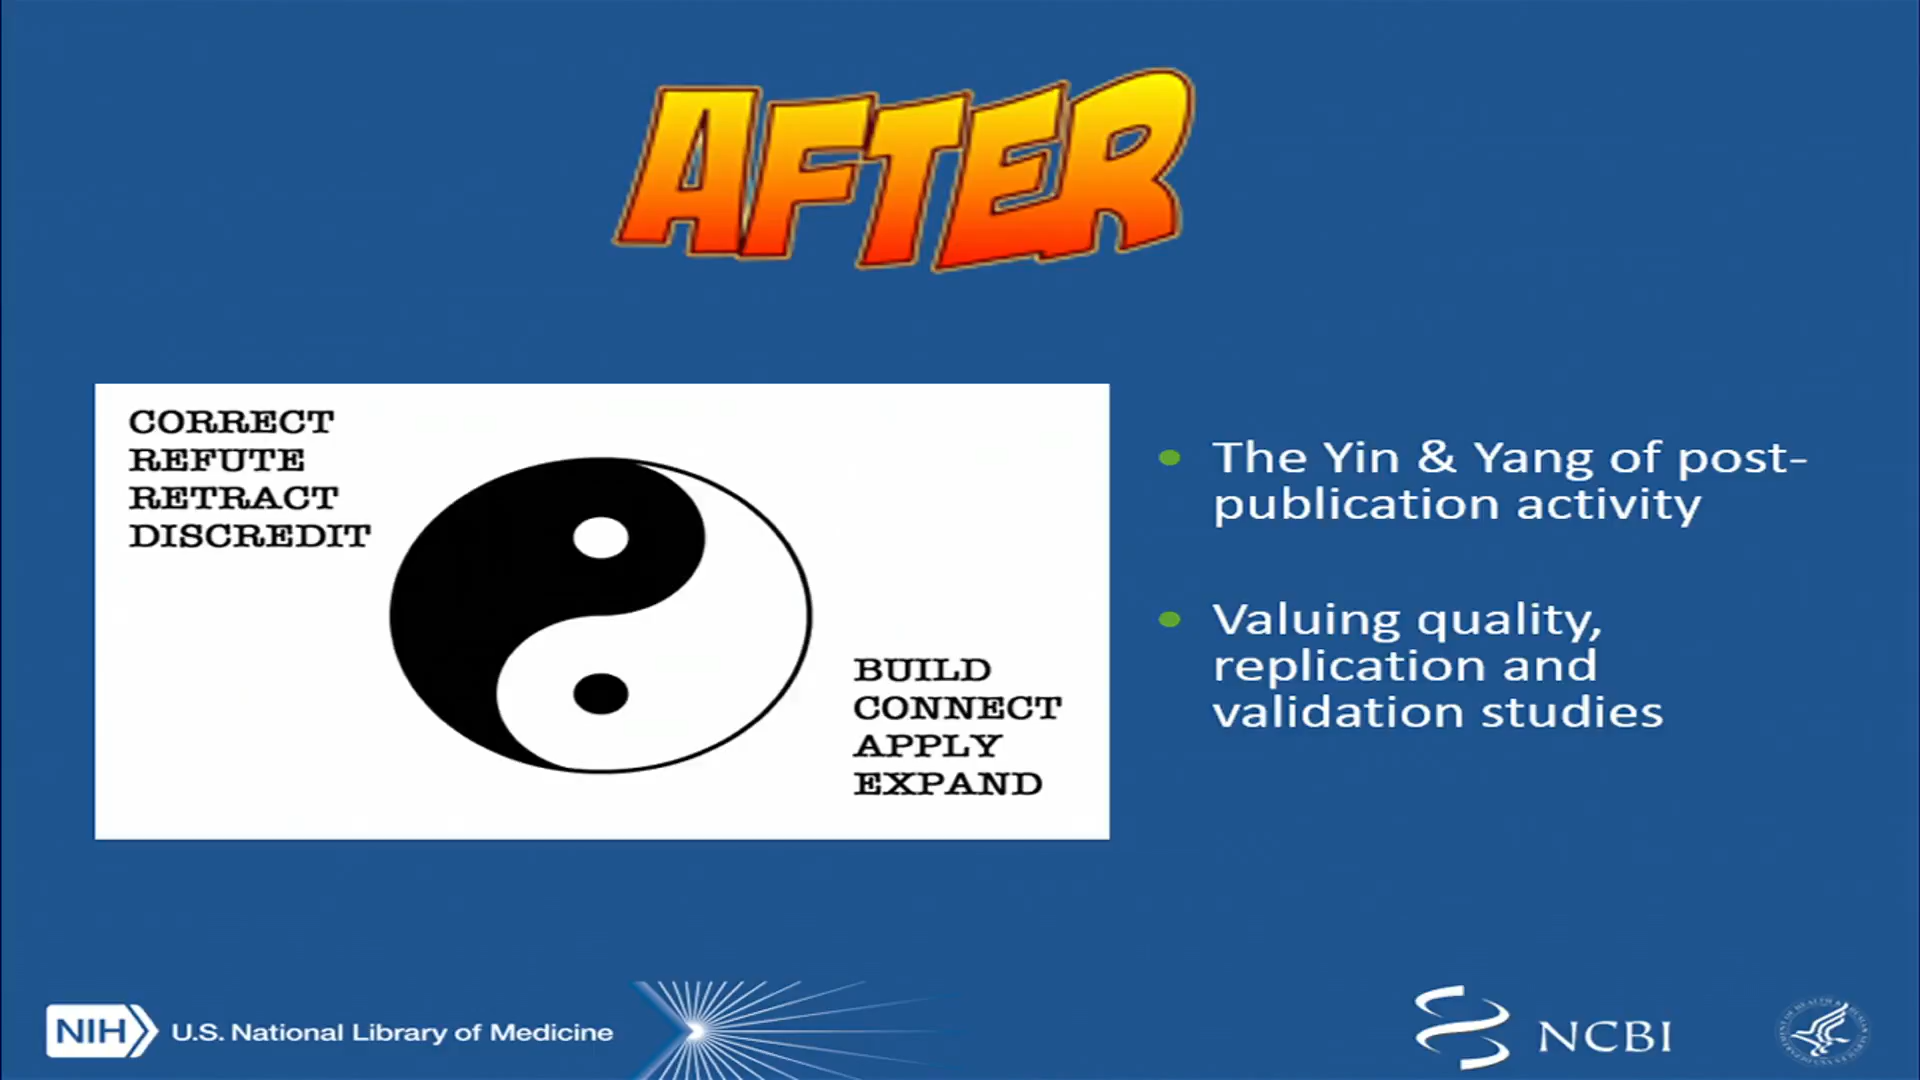 AFTER
CORRECT
REFUTE
RETRACT
DISCREDIT
BUILD
CONNECT
APPLY
EXPAND
• The Yin & Yang of post-
publication activity
• Valuing quality,
replication and
validation studies
NIH U.S. National Library of Medicine
NCBI